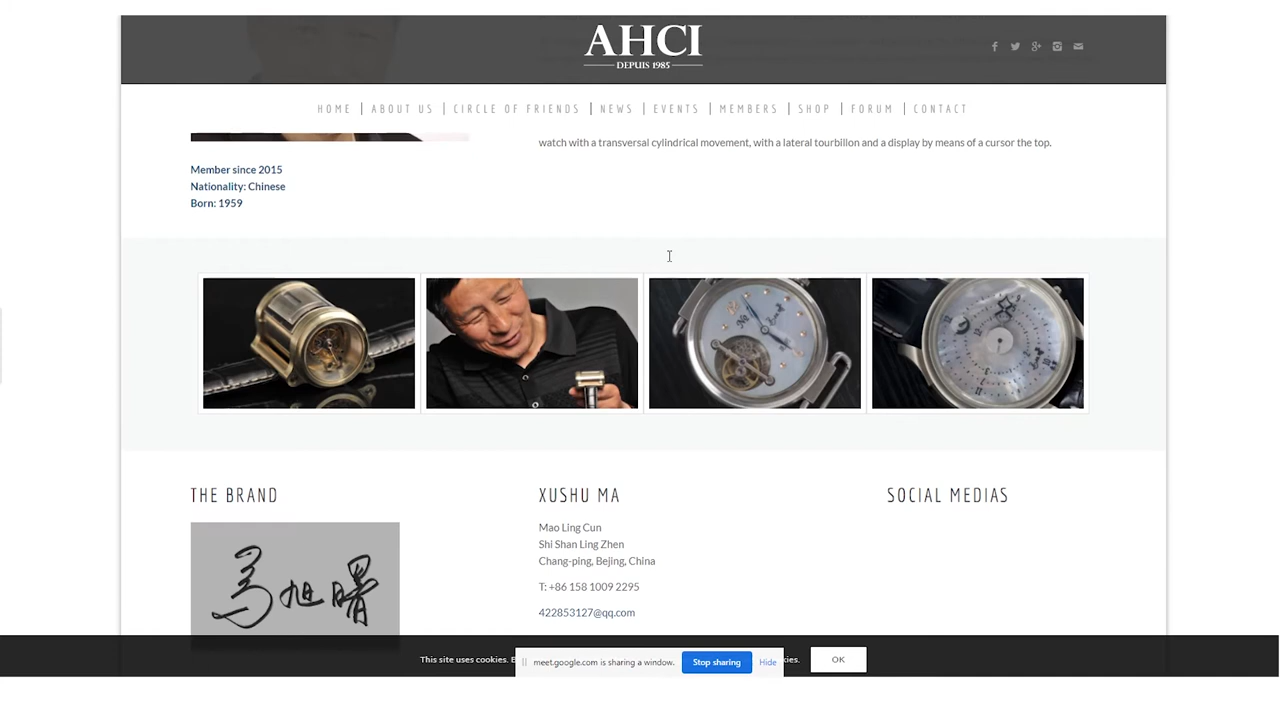 AHCI
DEPUIS 1985
HOME | ABOUT US | CIRCLE OF FRIENDS | NEWS | EVENTS | MEMBERS | SHOP | FORUM | CONTACT
watch with a transversal cylindrical movement, with a lateral tourbillon and a display by means of a cursor the top.
Member since 2015
Nationality: Chinese
Born: 1959
THE BRAND
马旭曙
XUSHU MA
Mao Ling Cun
Shi Shan Ling Zhen
Chang-ping, Bejing, China
T: +86 158 1009 2295
422853127@qq.com
SOCIAL MEDIAS
This site uses cookies.
meet.google.com is sharing a window.
Stop sharing
Hide
OK